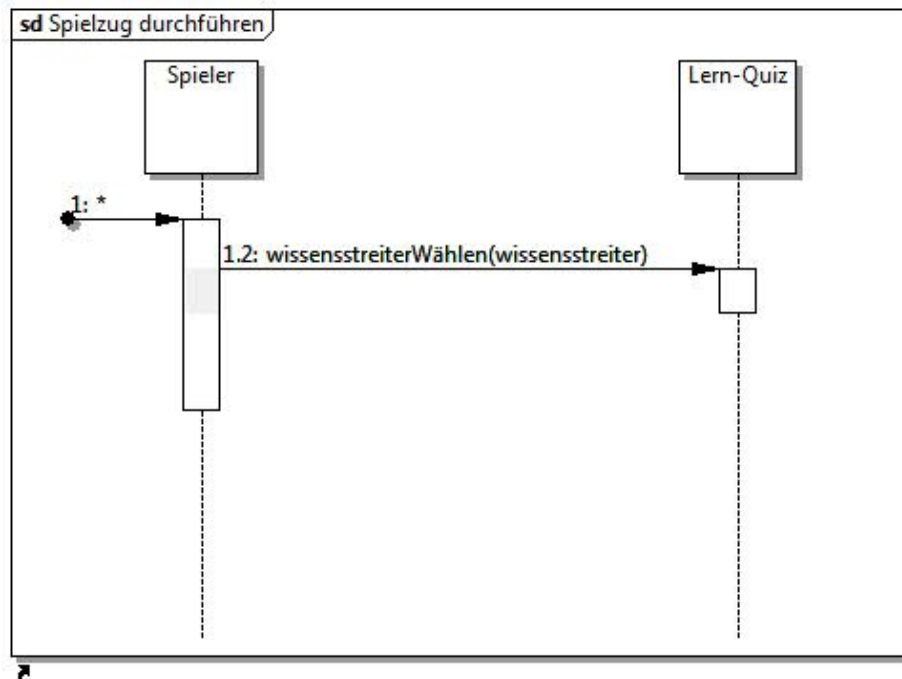 sd Spielzug durchführen
Spieler
Lern-Quiz
1: *
1.2: wissensstreiterWählen(wissensstreiter)